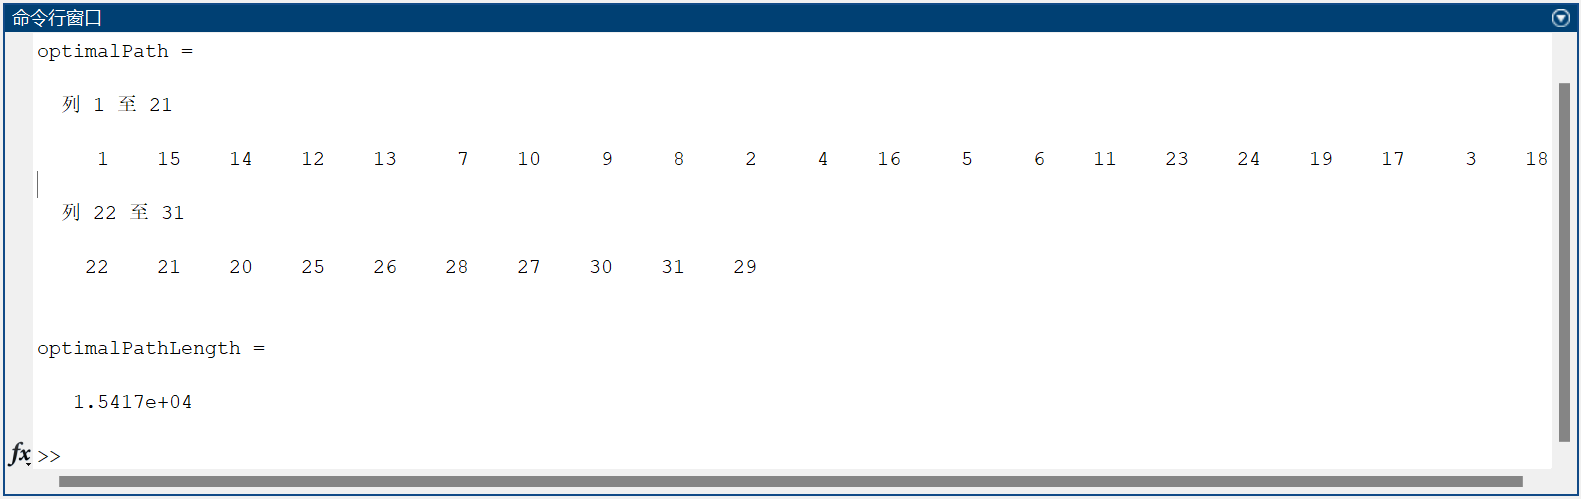 命令行窗口
optimalPath =
列 1 至 21
1 15 14 12 13 7 10 9 8 2 4 16 5 6 11 23 24 19 17 3 18
列 22 至 31
22 21 20 25 26 28 27 30 31 29
optimalPathLength =
1.5417e+04
fx >>